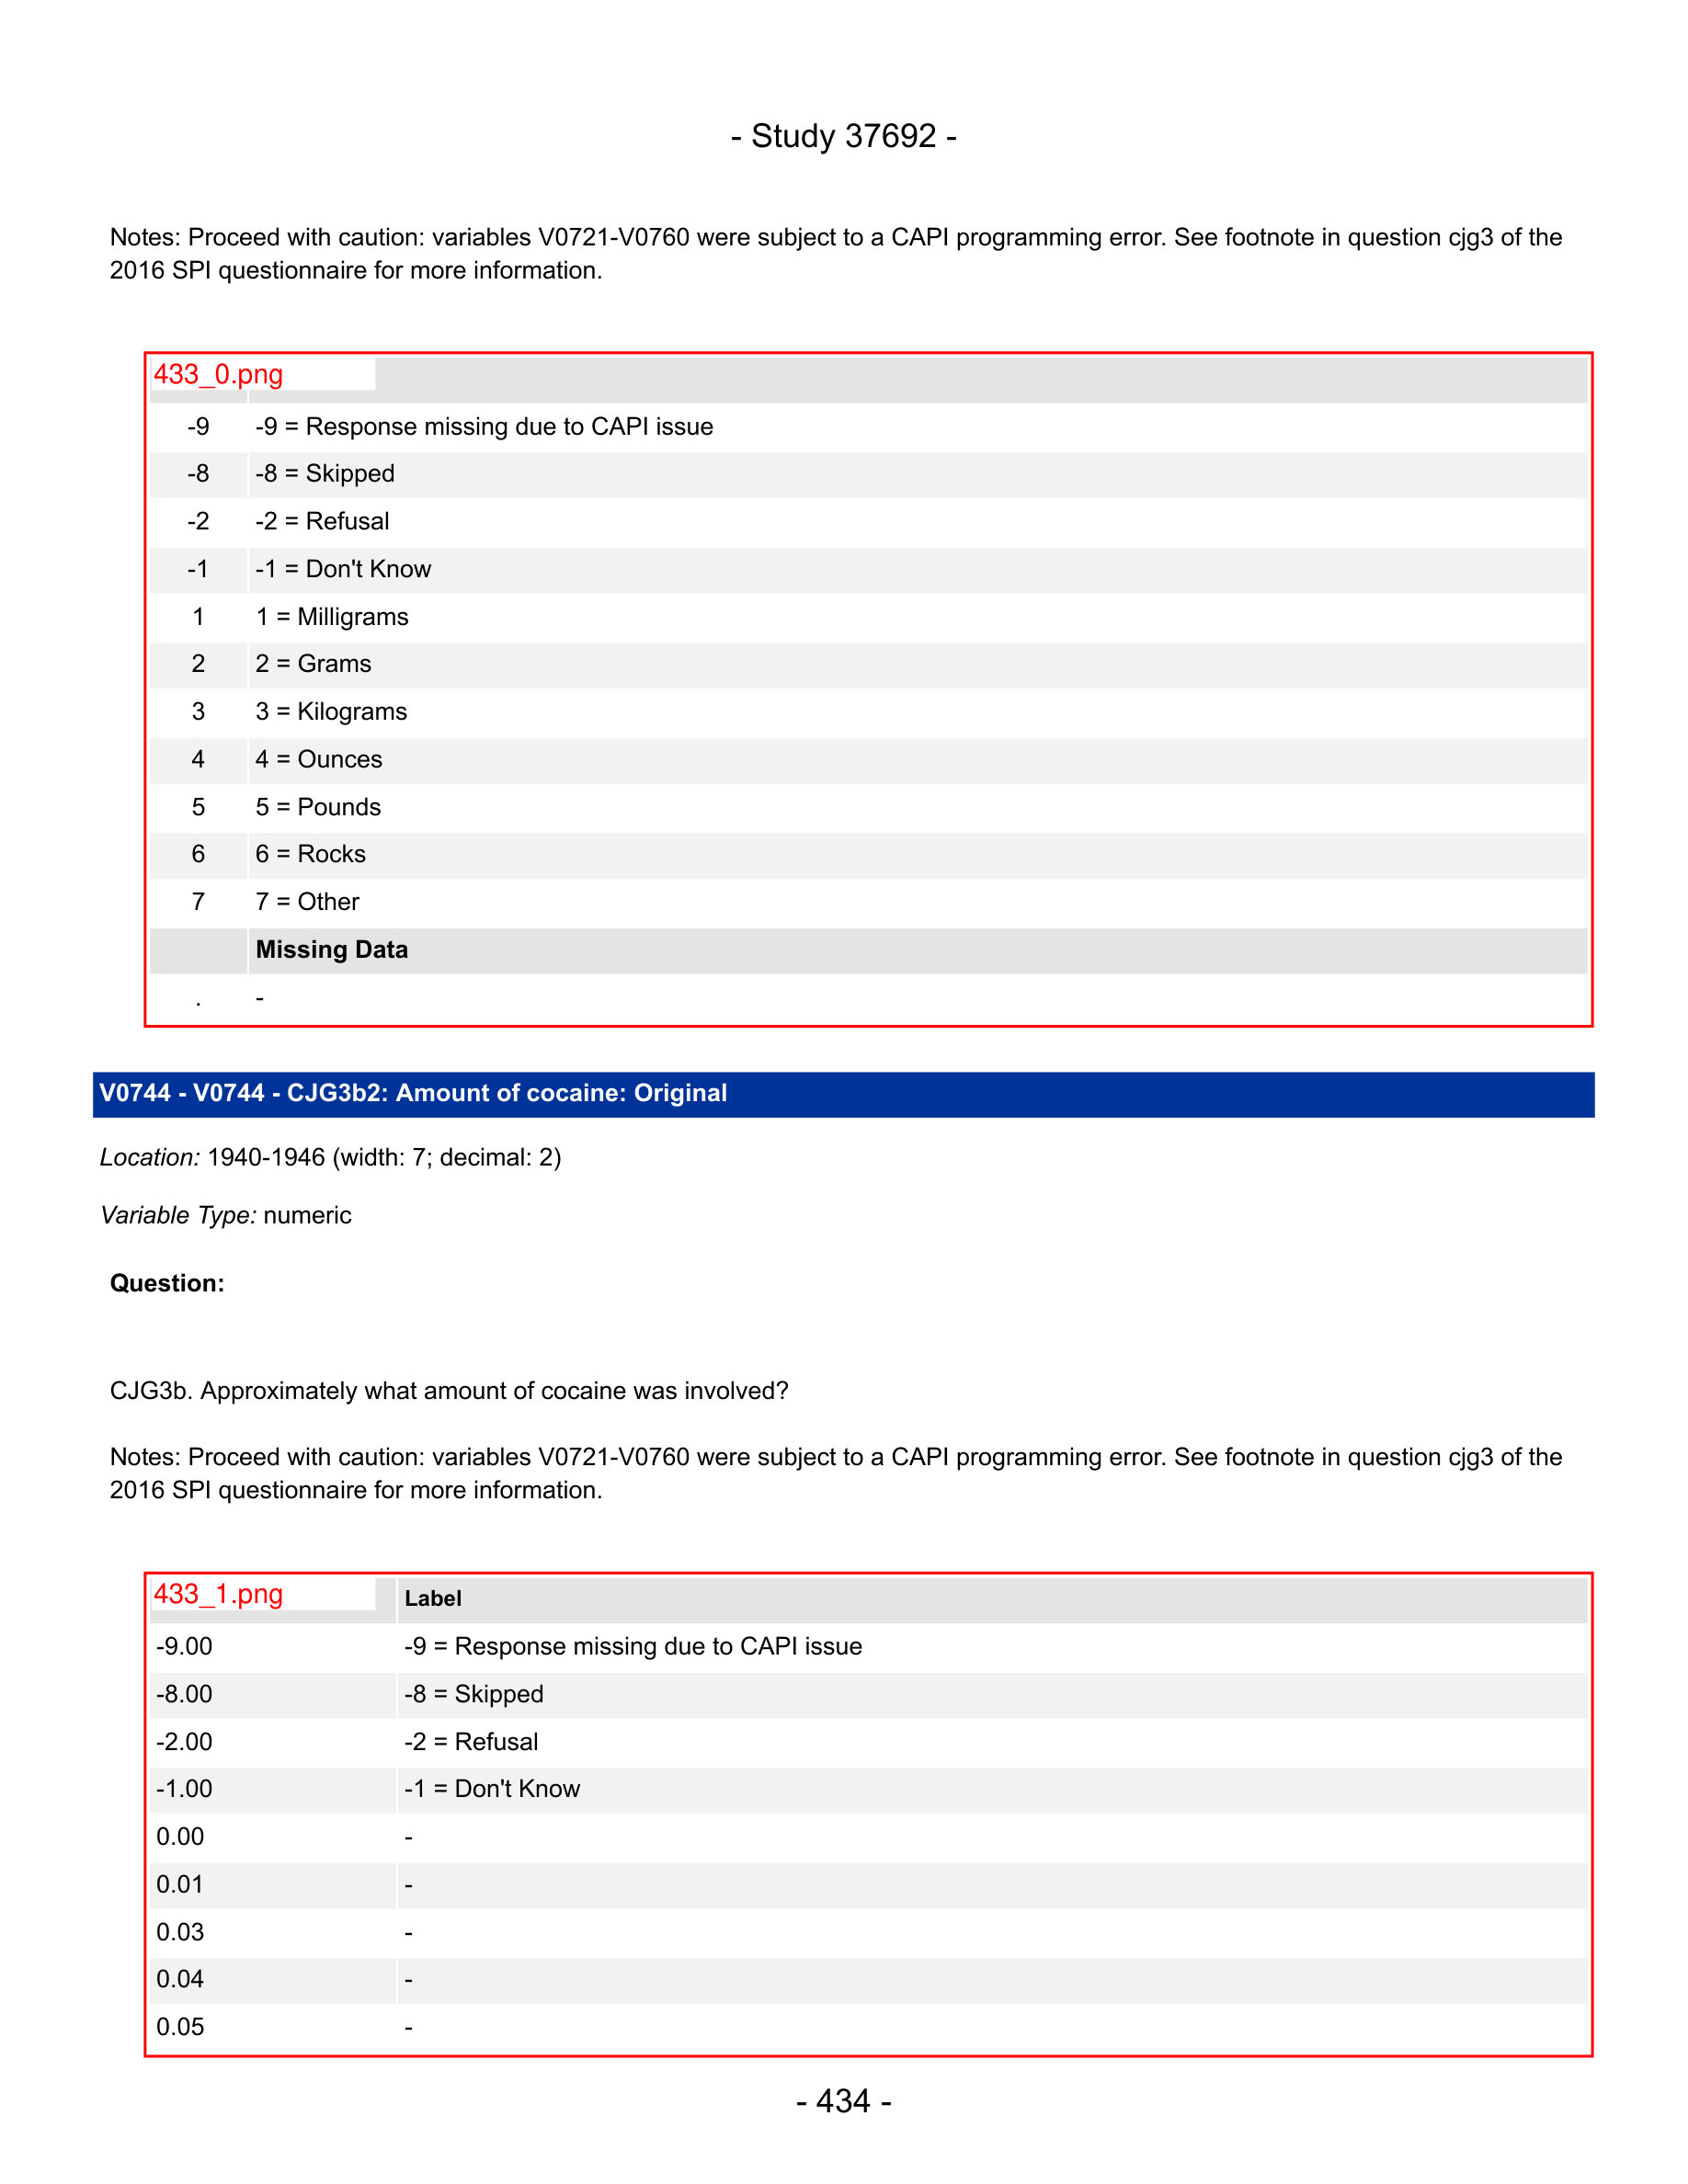 - Study 37692 -
Notes: Proceed with caution: variables V0721-V0760 were subject to a CAPI programming error. See footnote in question cjg3 of the
2016 SPI questionnaire for more information.
433_0.png
-9 -9 = Response missing due to CAPI issue
-8 -8 = Skipped
-2 -2 = Refusal
-1 -1 = Don't Know
1 1 = Milligrams
2 2 = Grams
3 3 = Kilograms
4 4 = Ounces
5 5 = Pounds
6 6 = Rocks
7 7 = Other
Missing Data
. -
V0744 - V0744 - CJG3b2: Amount of cocaine: Original
Location: 1940-1946 (width: 7; decimal: 2)
Variable Type: numeric
Question:
CJG3b. Approximately what amount of cocaine was involved?
Notes: Proceed with caution: variables V0721-V0760 were subject to a CAPI programming error. See footnote in question cjg3 of the
2016 SPI questionnaire for more information.
433_1.png Label
-9.00 -9 = Response missing due to CAPI issue
-8.00 -8 = Skipped
-2.00 -2 = Refusal
-1.00 -1 = Don't Know
0.00 -
0.01 -
0.03 -
0.04 -
0.05 -
- 434 -